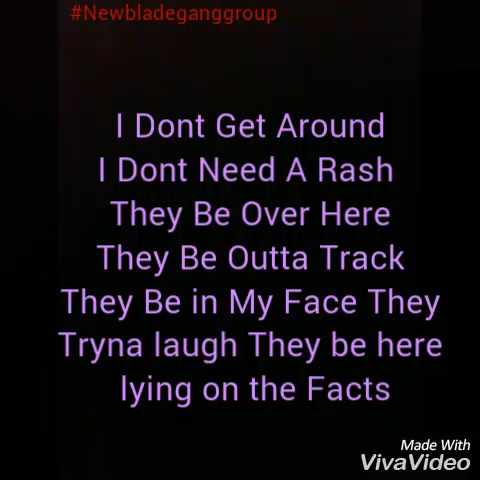 #Newbladeganggroup
I Dont Get Around
I Dont Need A Rash
They Be Over Here
They Be Outta Track
They Be in My Face They
Tryna laugh They be here
lying on the Facts
Made With
VivaVideo